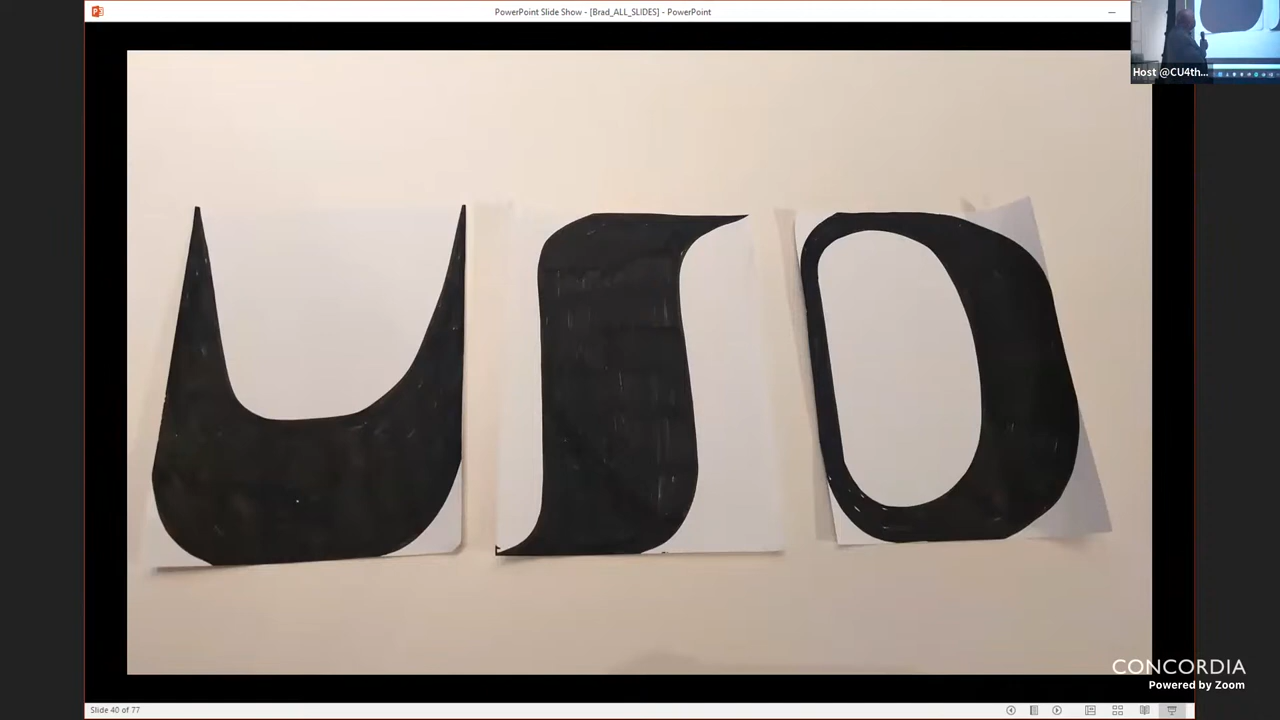 PowerPoint Slide Show - [Brad_ALL_SLIDES] - PowerPoint
Host @CU4th...
CONCORDIA
Powered by Zoom
Slide 40 of 77